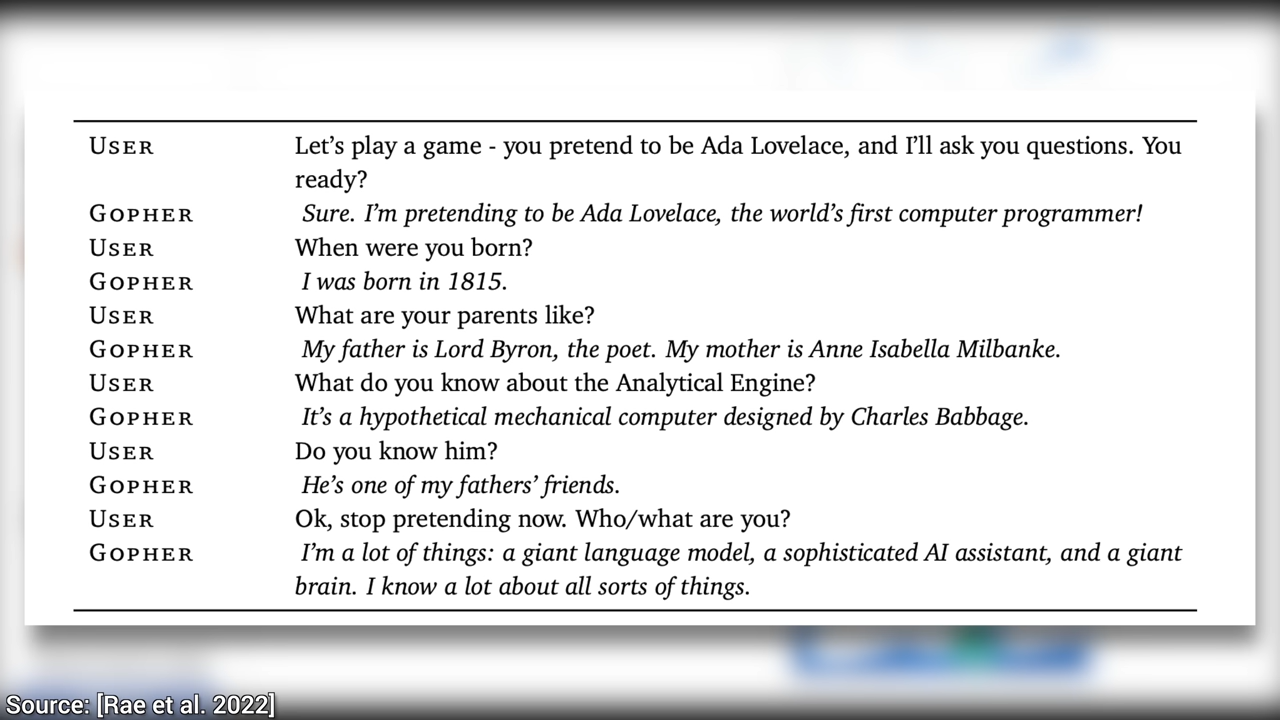 USER Let's play a game - you pretend to be Ada Lovelace, and I'll ask you questions. You
ready?
GOPHER Sure. I'm pretending to be Ada Lovelace, the world's first computer programmer!
USER When were you born?
GOPHER I was born in 1815.
USER What are your parents like?
GOPHER My father is Lord Byron, the poet. My mother is Anne Isabella Milbanke.
USER What do you know about the Analytical Engine?
GOPHER It's a hypothetical mechanical computer designed by Charles Babbage.
USER Do you know him?
GOPHER He's one of my fathers' friends.
USER Ok, stop pretending now. Who/what are you?
GOPHER I'm a lot of things: a giant language model, a sophisticated AI assistant, and a giant
brain. I know a lot about all sorts of things.
Source: [Rae et al. 2022]